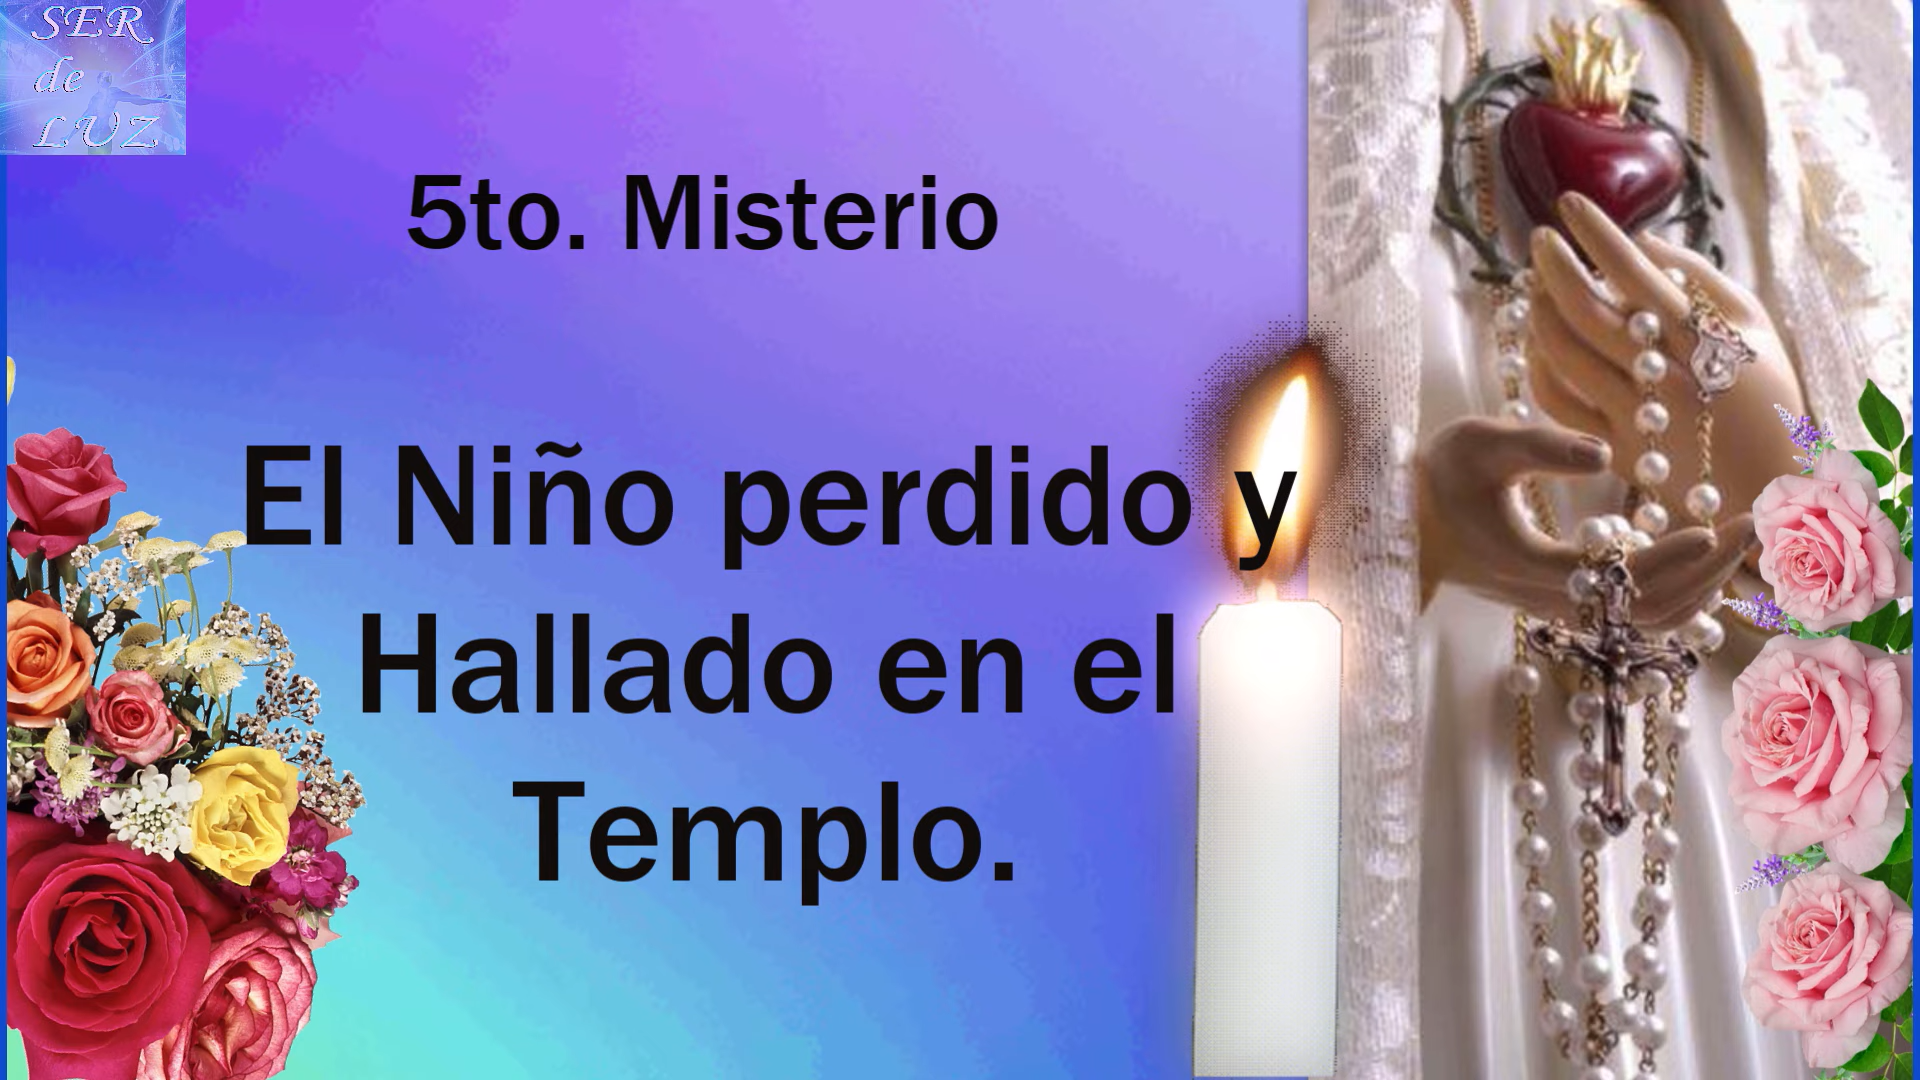 SER
de
LUZ
5to. Misterio
El Niño perdido y
Hallado en el
Templo.